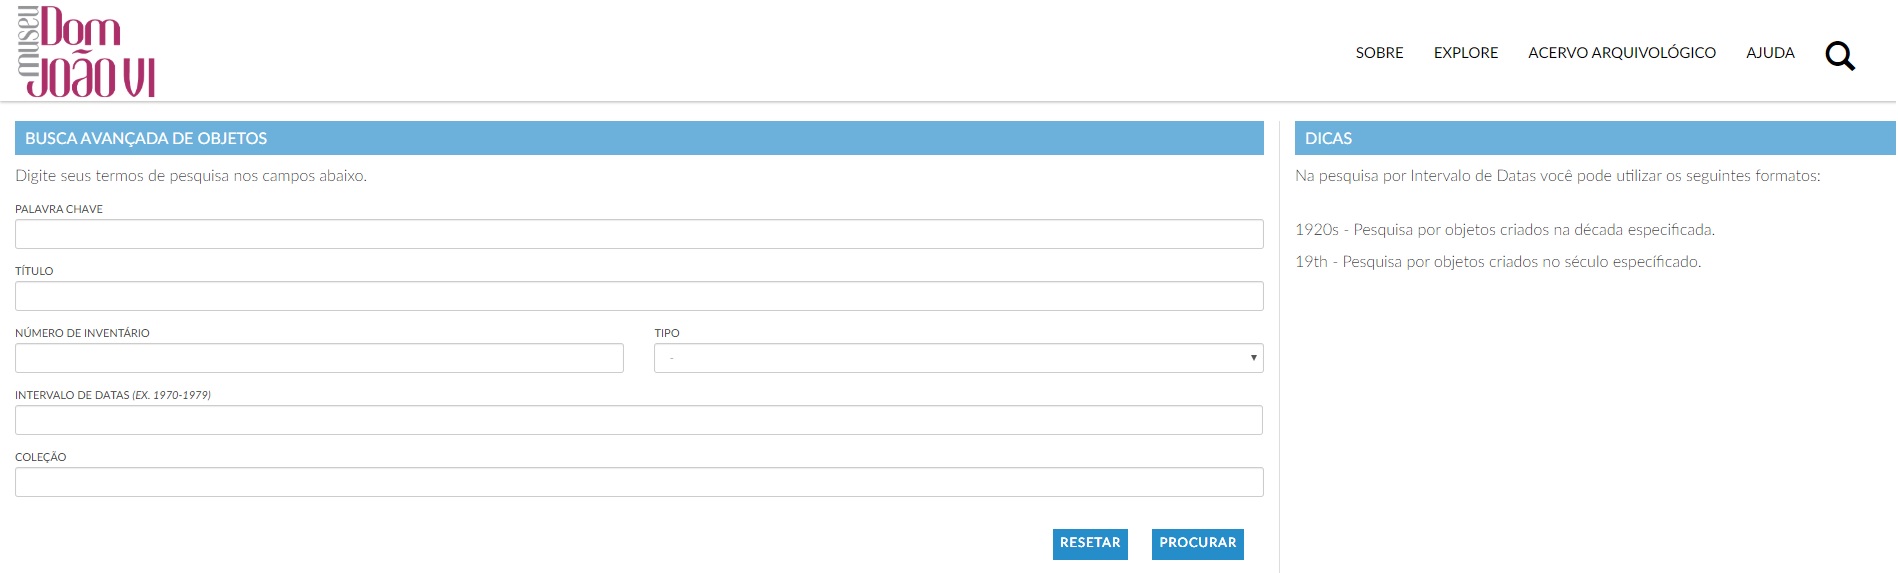 museu
Dom
João VI
SOBRE EXPLORE ACERVO ARQUIVOLÓGICO AJUDA
BUSCA AVANÇADA DE OBJETOS
Digite seus termos de pesquisa nos campos abaixo.
PALAVRA CHAVE
TÍTULO
NÚMERO DE INVENTÁRIO TIPO
-
INTERVALO DE DATAS (EX. 1970-1979)
COLEÇÃO
RESETAR PROCURAR
DICAS
Na pesquisa por Intervalo de Datas você pode utilizar os seguintes formatos:
1920s - Pesquisa por objetos criados na década especificada.
19th - Pesquisa por objetos criados no século específicado.